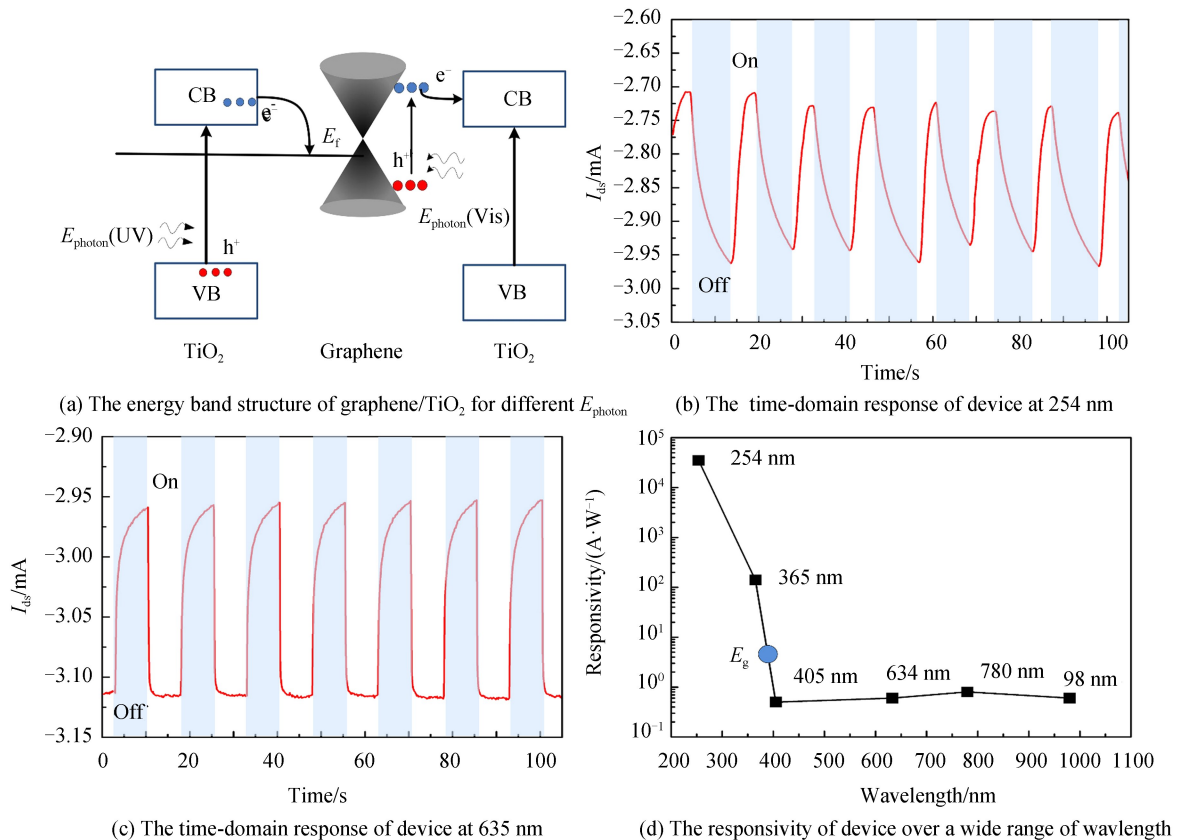 CB
e⁻
E_f
UV
E_photon(UV)
h⁺
VB
TiO₂
e⁻
h⁺
E_photon(Vis)
Graphene
CB
VB
TiO₂
(a) The energy band structure of graphene/TiO₂ for different E_photon
−2.60
−2.65
−2.70
−2.75
−2.80
−2.85
−2.90
−2.95
−3.00
−3.05
I_ds/mA
On
Off
0 20 40 60 80 100
Time/s
(b) The time-domain response of device at 254 nm
−2.90
−2.95
−3.00
−3.05
−3.10
−3.15
I_ds/mA
On
Off
0 20 40 60 80 100
Time/s
(c) The time-domain response of device at 635 nm
10⁵
10⁴
10³
10²
10¹
10⁰
10⁻¹
Responsivity/(A·W⁻¹)
254 nm
365 nm
E_g
405 nm
634 nm
780 nm
98 nm
200 300 400 500 600 700 800 900 1000 1100
Wavelength/nm
(d) The responsivity of device over a wide range of wavlength